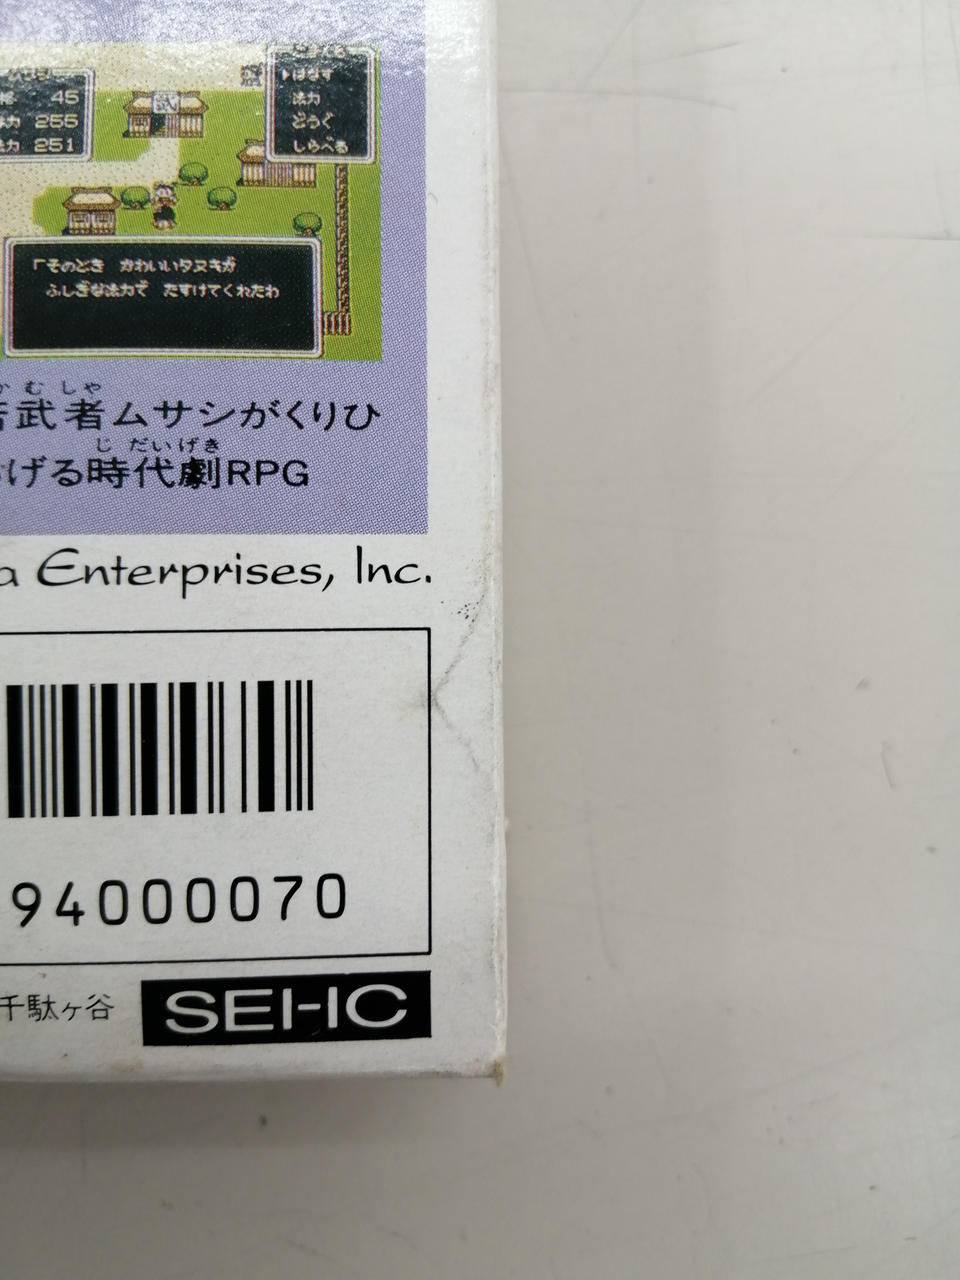 45
はなす
力 255
法力
力 251
どうぐ
しらべる
武
「そのとき かわいいタヌキが
ふしぎな法力で たすけてくれたわ
かむしゃ
武者ムサシがくりひ
じだいげき
げる時代劇RPG
a Enterprises, Inc.
94000070
千駄ヶ谷
SEI-IC